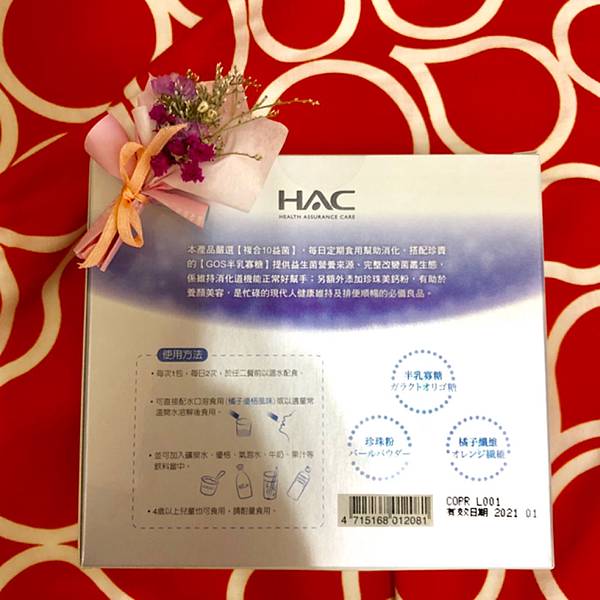 HAC
HEALTH ASSURANCE CARE
本產品嚴選【複合10益菌】，每日定期食用幫助消化，搭配珍貴
的【GOS半乳寡糖】提供益生菌營養來源、完整改變菌叢生態，
係維持消化道機能正常好幫手；另額外添加珍珠美鈣粉，有助於
養顏美容，是忙碌的現代人健康維持及排便順暢的必備良品。
使用方法
• 每次1包，每日2次，於任二餐前以溫水配食。
• 可直接配水口溶食用(橘子優格風味)或以適量常
溫開水溶解後食用。
• 並可加入礦泉水、優格、氣泡水、牛奶、果汁等
飲料當中。
• 4歲以上兒童也可食用，請酌量食用。
半乳寡糖
ガラクトオリゴ糖
珍珠粉
パールパウダー
橘子纖維
オレンジ繊維
4 715168 012081
COPR L001
有效日期 2021 01